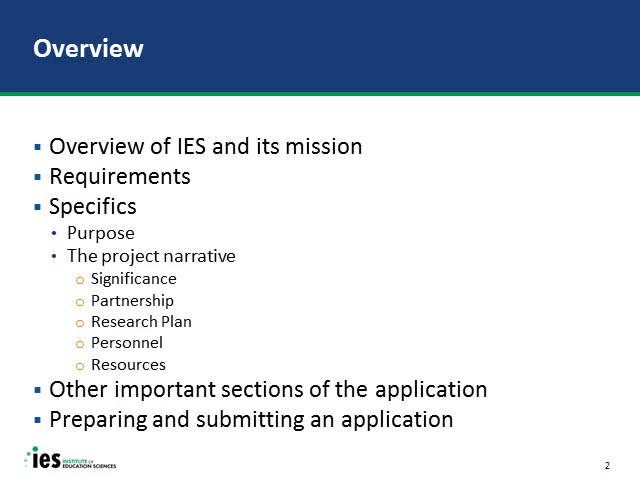 Overview
▪ Overview of IES and its mission
▪ Requirements
▪ Specifics
• Purpose
• The project narrative
o Significance
o Partnership
o Research Plan
o Personnel
o Resources
▪ Other important sections of the application
▪ Preparing and submitting an application
ies INSTITUTE OF
EDUCATION SCIENCES
2